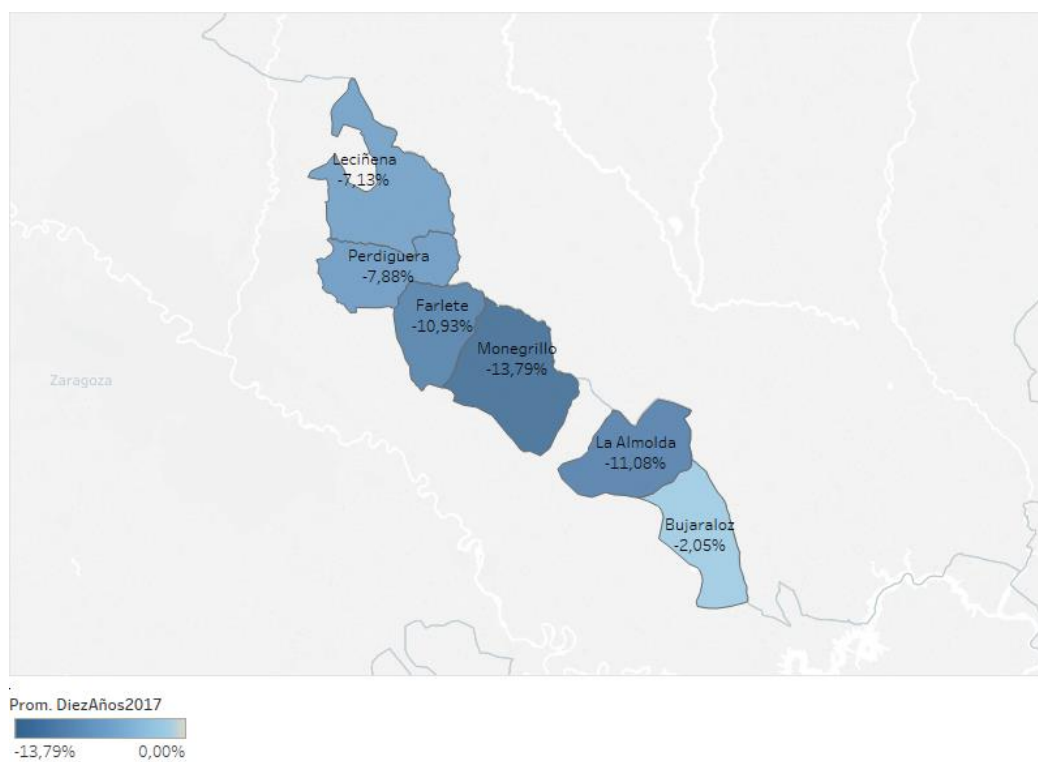 Leciñena
-7,13%
Perdiguera
-7,88%
Farlete
-10,93%
Monegrillo
-13,79%
Zaragoza
La Almolda
-11,08%
Bujaraloz
-2,05%
Prom. DiezAños2017
-13,79% 0,00%